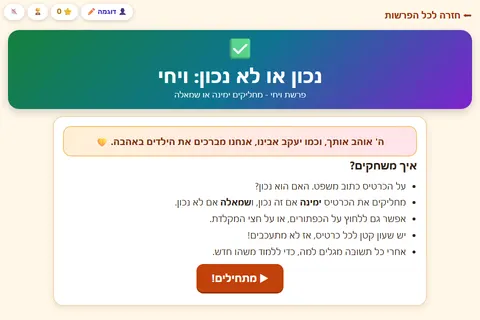 ⬅ חזרה לכל הפרשות
👤 דוגמה ✏️
⭐ 0
⏳
נכון או לא נכון: ויחי
פרשת ויחי - מחליקים ימינה או שמאלה
ה' אוהב אותך, וכמו יעקב אבינו, אנחנו מברכים את הילדים באהבה. 💛
איך משחקים?
• על הכרטיס כתוב משפט. האם הוא נכון?
• מחליקים את הכרטיס ימינה אם זה נכון, ושמאלה אם לא נכון.
• אפשר גם ללחוץ על הכפתורים, או על חצי המקלדת.
• יש שעון קטן לכל כרטיס, אז לא מתעכבים!
• אחרי כל תשובה מגלים למה, כדי ללמוד משהו חדש.
▶ מתחילים!